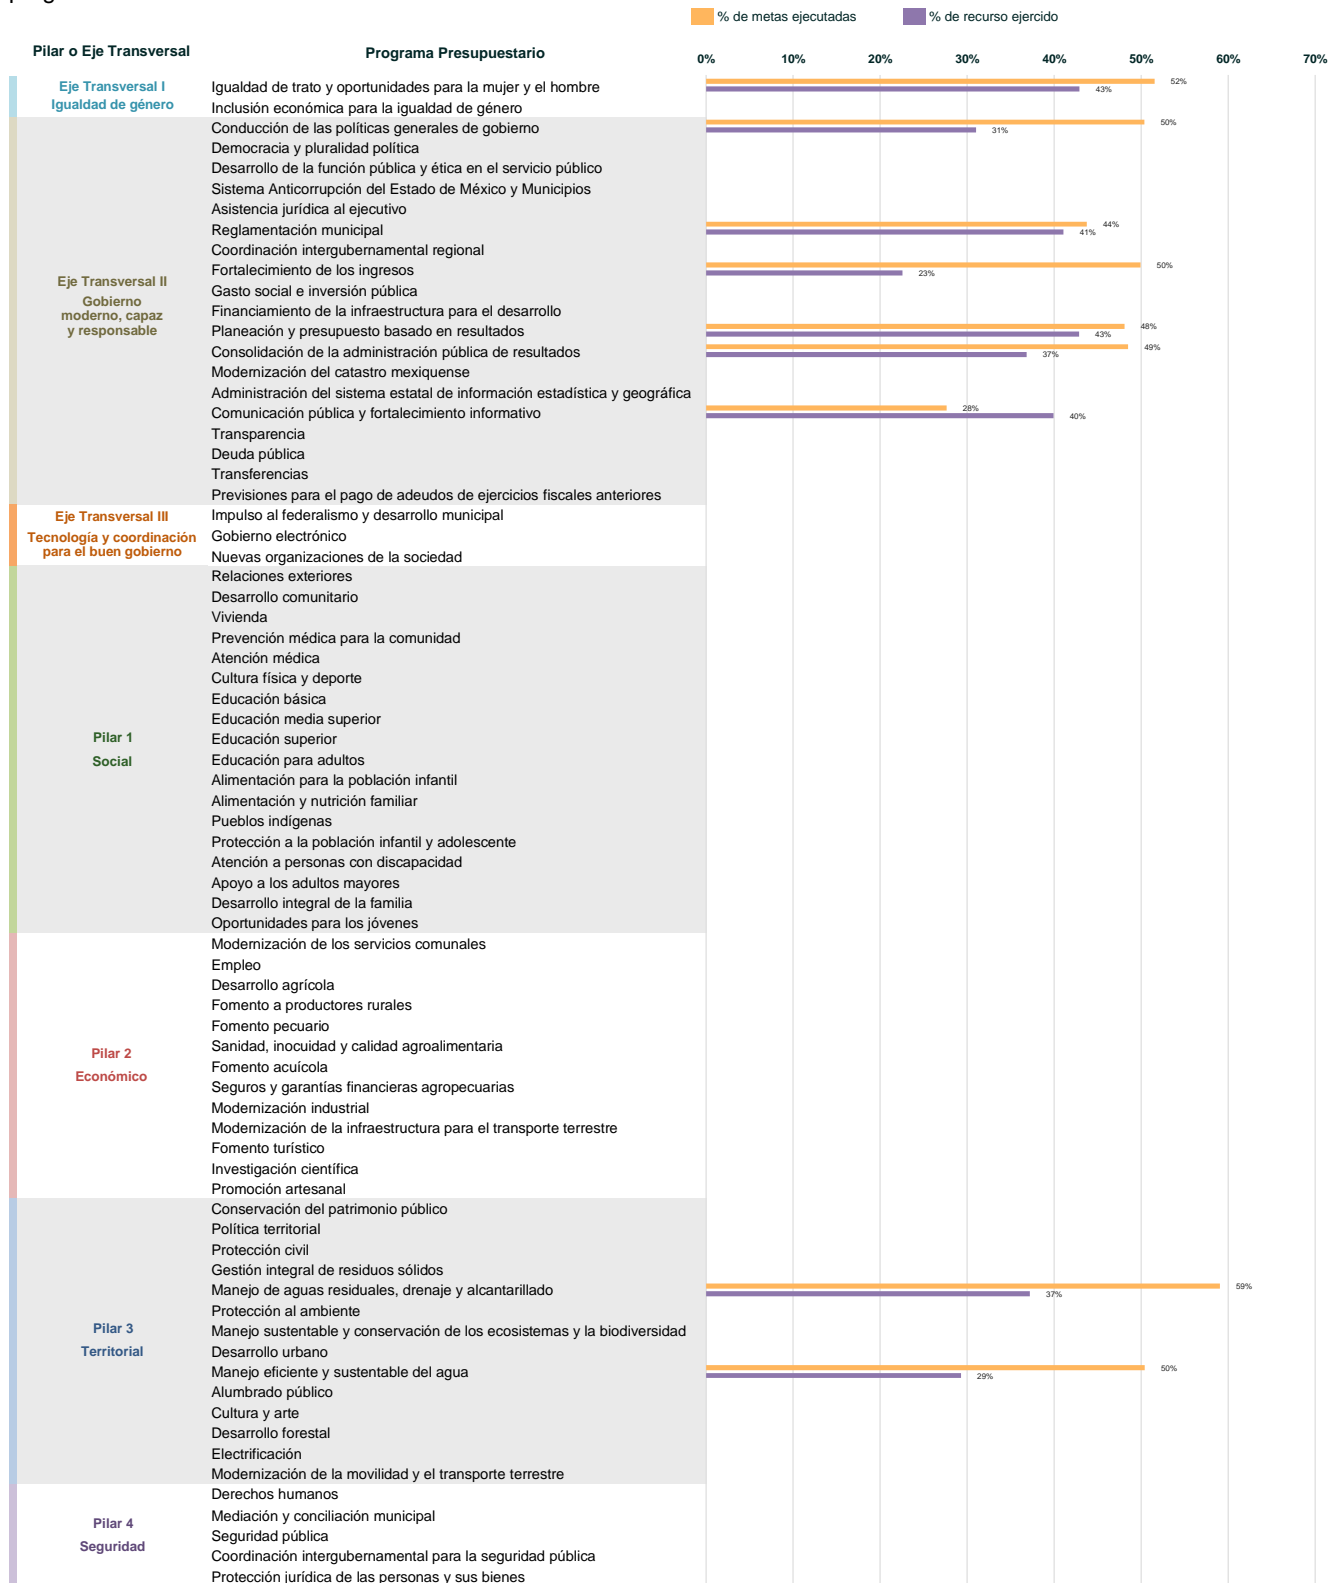 % de metas ejecutadas % de recurso ejercido
Pilar o Eje Transversal Programa Presupuestario 0% 10% 20% 30% 40% 50% 60% 70%
Eje Transversal I
Igualdad de género
Igualdad de trato y oportunidades para la mujer y el hombre 52% 43%
Inclusión económica para la igualdad de género
Eje Transversal II
Gobierno
moderno, capaz
y responsable
Conducción de las políticas generales de gobierno 50% 31%
Democracia y pluralidad política
Desarrollo de la función pública y ética en el servicio público
Sistema Anticorrupción del Estado de México y Municipios
Asistencia jurídica al ejecutivo
Reglamentación municipal 44% 41%
Coordinación intergubernamental regional
Fortalecimiento de los ingresos 50% 23%
Gasto social e inversión pública
Financiamiento de la infraestructura para el desarrollo
Planeación y presupuesto basado en resultados 48% 43%
Consolidación de la administración pública de resultados 49% 37%
Modernización del catastro mexiquense
Administración del sistema estatal de información estadística y geográfica
Comunicación pública y fortalecimiento informativo 28% 40%
Transparencia
Deuda pública
Transferencias
Previsiones para el pago de adeudos de ejercicios fiscales anteriores
Eje Transversal III
Tecnología y coordinación
para el buen gobierno
Impulso al federalismo y desarrollo municipal
Gobierno electrónico
Nuevas organizaciones de la sociedad
Pilar 1
Social
Relaciones exteriores
Desarrollo comunitario
Vivienda
Prevención médica para la comunidad
Atención médica
Cultura física y deporte
Educación básica
Educación media superior
Educación superior
Educación para adultos
Alimentación para la población infantil
Alimentación y nutrición familiar
Pueblos indígenas
Protección a la población infantil y adolescente
Atención a personas con discapacidad
Apoyo a los adultos mayores
Desarrollo integral de la familia
Oportunidades para los jóvenes
Pilar 2
Económico
Modernización de los servicios comunales
Empleo
Desarrollo agrícola
Fomento a productores rurales
Fomento pecuario
Sanidad, inocuidad y calidad agroalimentaria
Fomento acuícola
Seguros y garantías financieras agropecuarias
Modernización industrial
Modernización de la infraestructura para el transporte terrestre
Fomento turístico
Investigación científica
Promoción artesanal
Pilar 3
Territorial
Conservación del patrimonio público
Política territorial
Protección civil
Gestión integral de residuos sólidos
Manejo de aguas residuales, drenaje y alcantarillado 59% 37%
Protección al ambiente
Manejo sustentable y conservación de los ecosistemas y la biodiversidad
Desarrollo urbano
Manejo eficiente y sustentable del agua 50% 29%
Alumbrado público
Cultura y arte
Desarrollo forestal
Electrificación
Modernización de la movilidad y el transporte terrestre
Pilar 4
Seguridad
Derechos humanos
Mediación y conciliación municipal
Seguridad pública
Coordinación intergubernamental para la seguridad pública
Protección jurídica de las personas y sus bienes